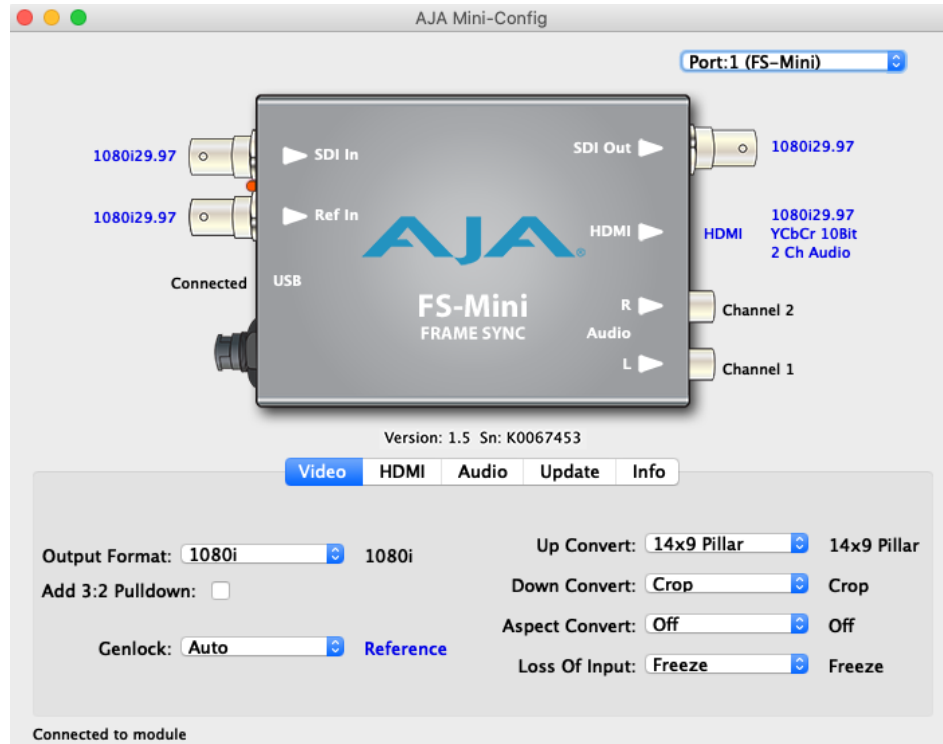 AJA Mini-Config
Port:1 (FS-Mini)
1080i29.97
SDI In
SDI Out
1080i29.97
1080i29.97
Ref In
HDMI
HDMI
1080i29.97
YCbCr 10Bit
2 Ch Audio
AJA®
Connected
USB
FS-Mini
FRAME SYNC
R
Channel 2
Audio
L
Channel 1
Version: 1.5 Sn: K0067453
Video HDMI Audio Update Info
Output Format: 1080i 1080i
Add 3:2 Pulldown:
Genlock: Auto Reference
Up Convert: 14x9 Pillar 14x9 Pillar
Down Convert: Crop Crop
Aspect Convert: Off Off
Loss Of Input: Freeze Freeze
Connected to module